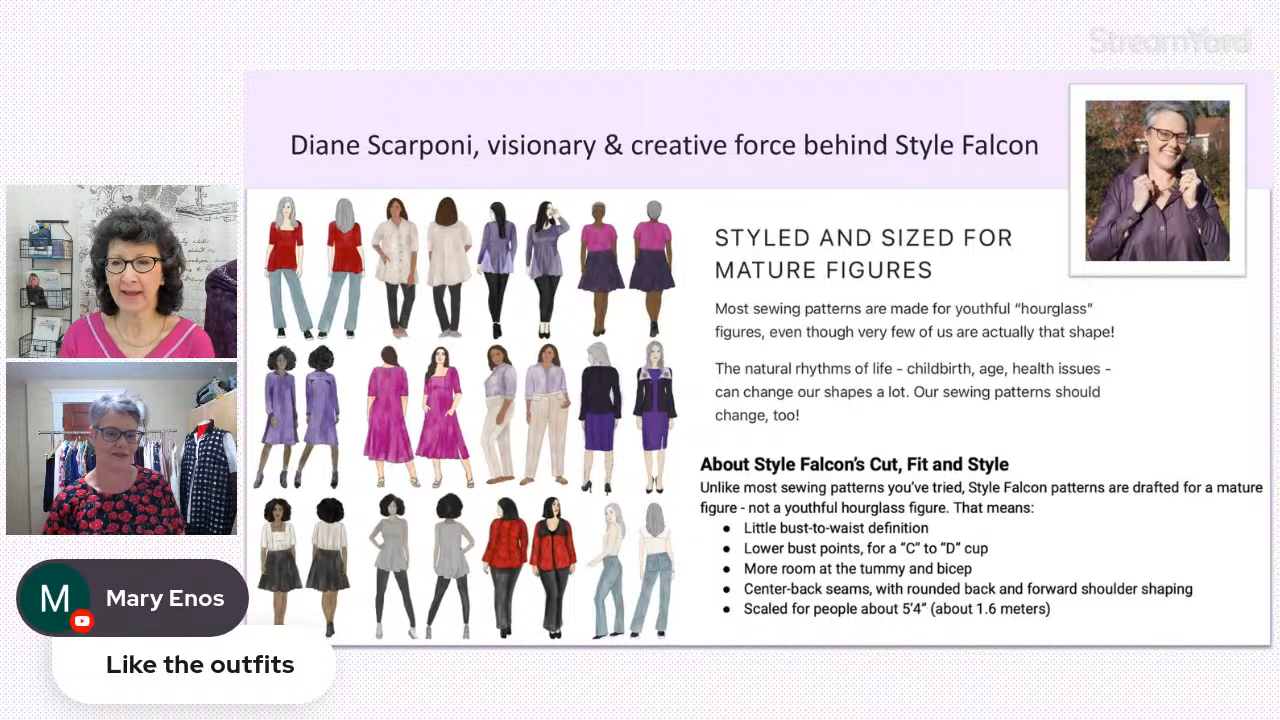 StreamYard
Diane Scarponi, visionary & creative force behind Style Falcon
STYLED AND SIZED FOR
MATURE FIGURES
Most sewing patterns are made for youthful “hourglass”
figures, even though very few of us are actually that shape!
The natural rhythms of life - childbirth, age, health issues -
can change our shapes a lot. Our sewing patterns should
change, too!
About Style Falcon’s Cut, Fit and Style
Unlike most sewing patterns you’ve tried, Style Falcon patterns are drafted for a mature
figure - not a youthful hourglass figure. That means:
● Little bust-to-waist definition
● Lower bust points, for a “C” to “D” cup
● More room at the tummy and bicep
● Center-back seams, with rounded back and forward shoulder shaping
● Scaled for people about 5’4” (about 1.6 meters)
M
Mary Enos
Like the outfits